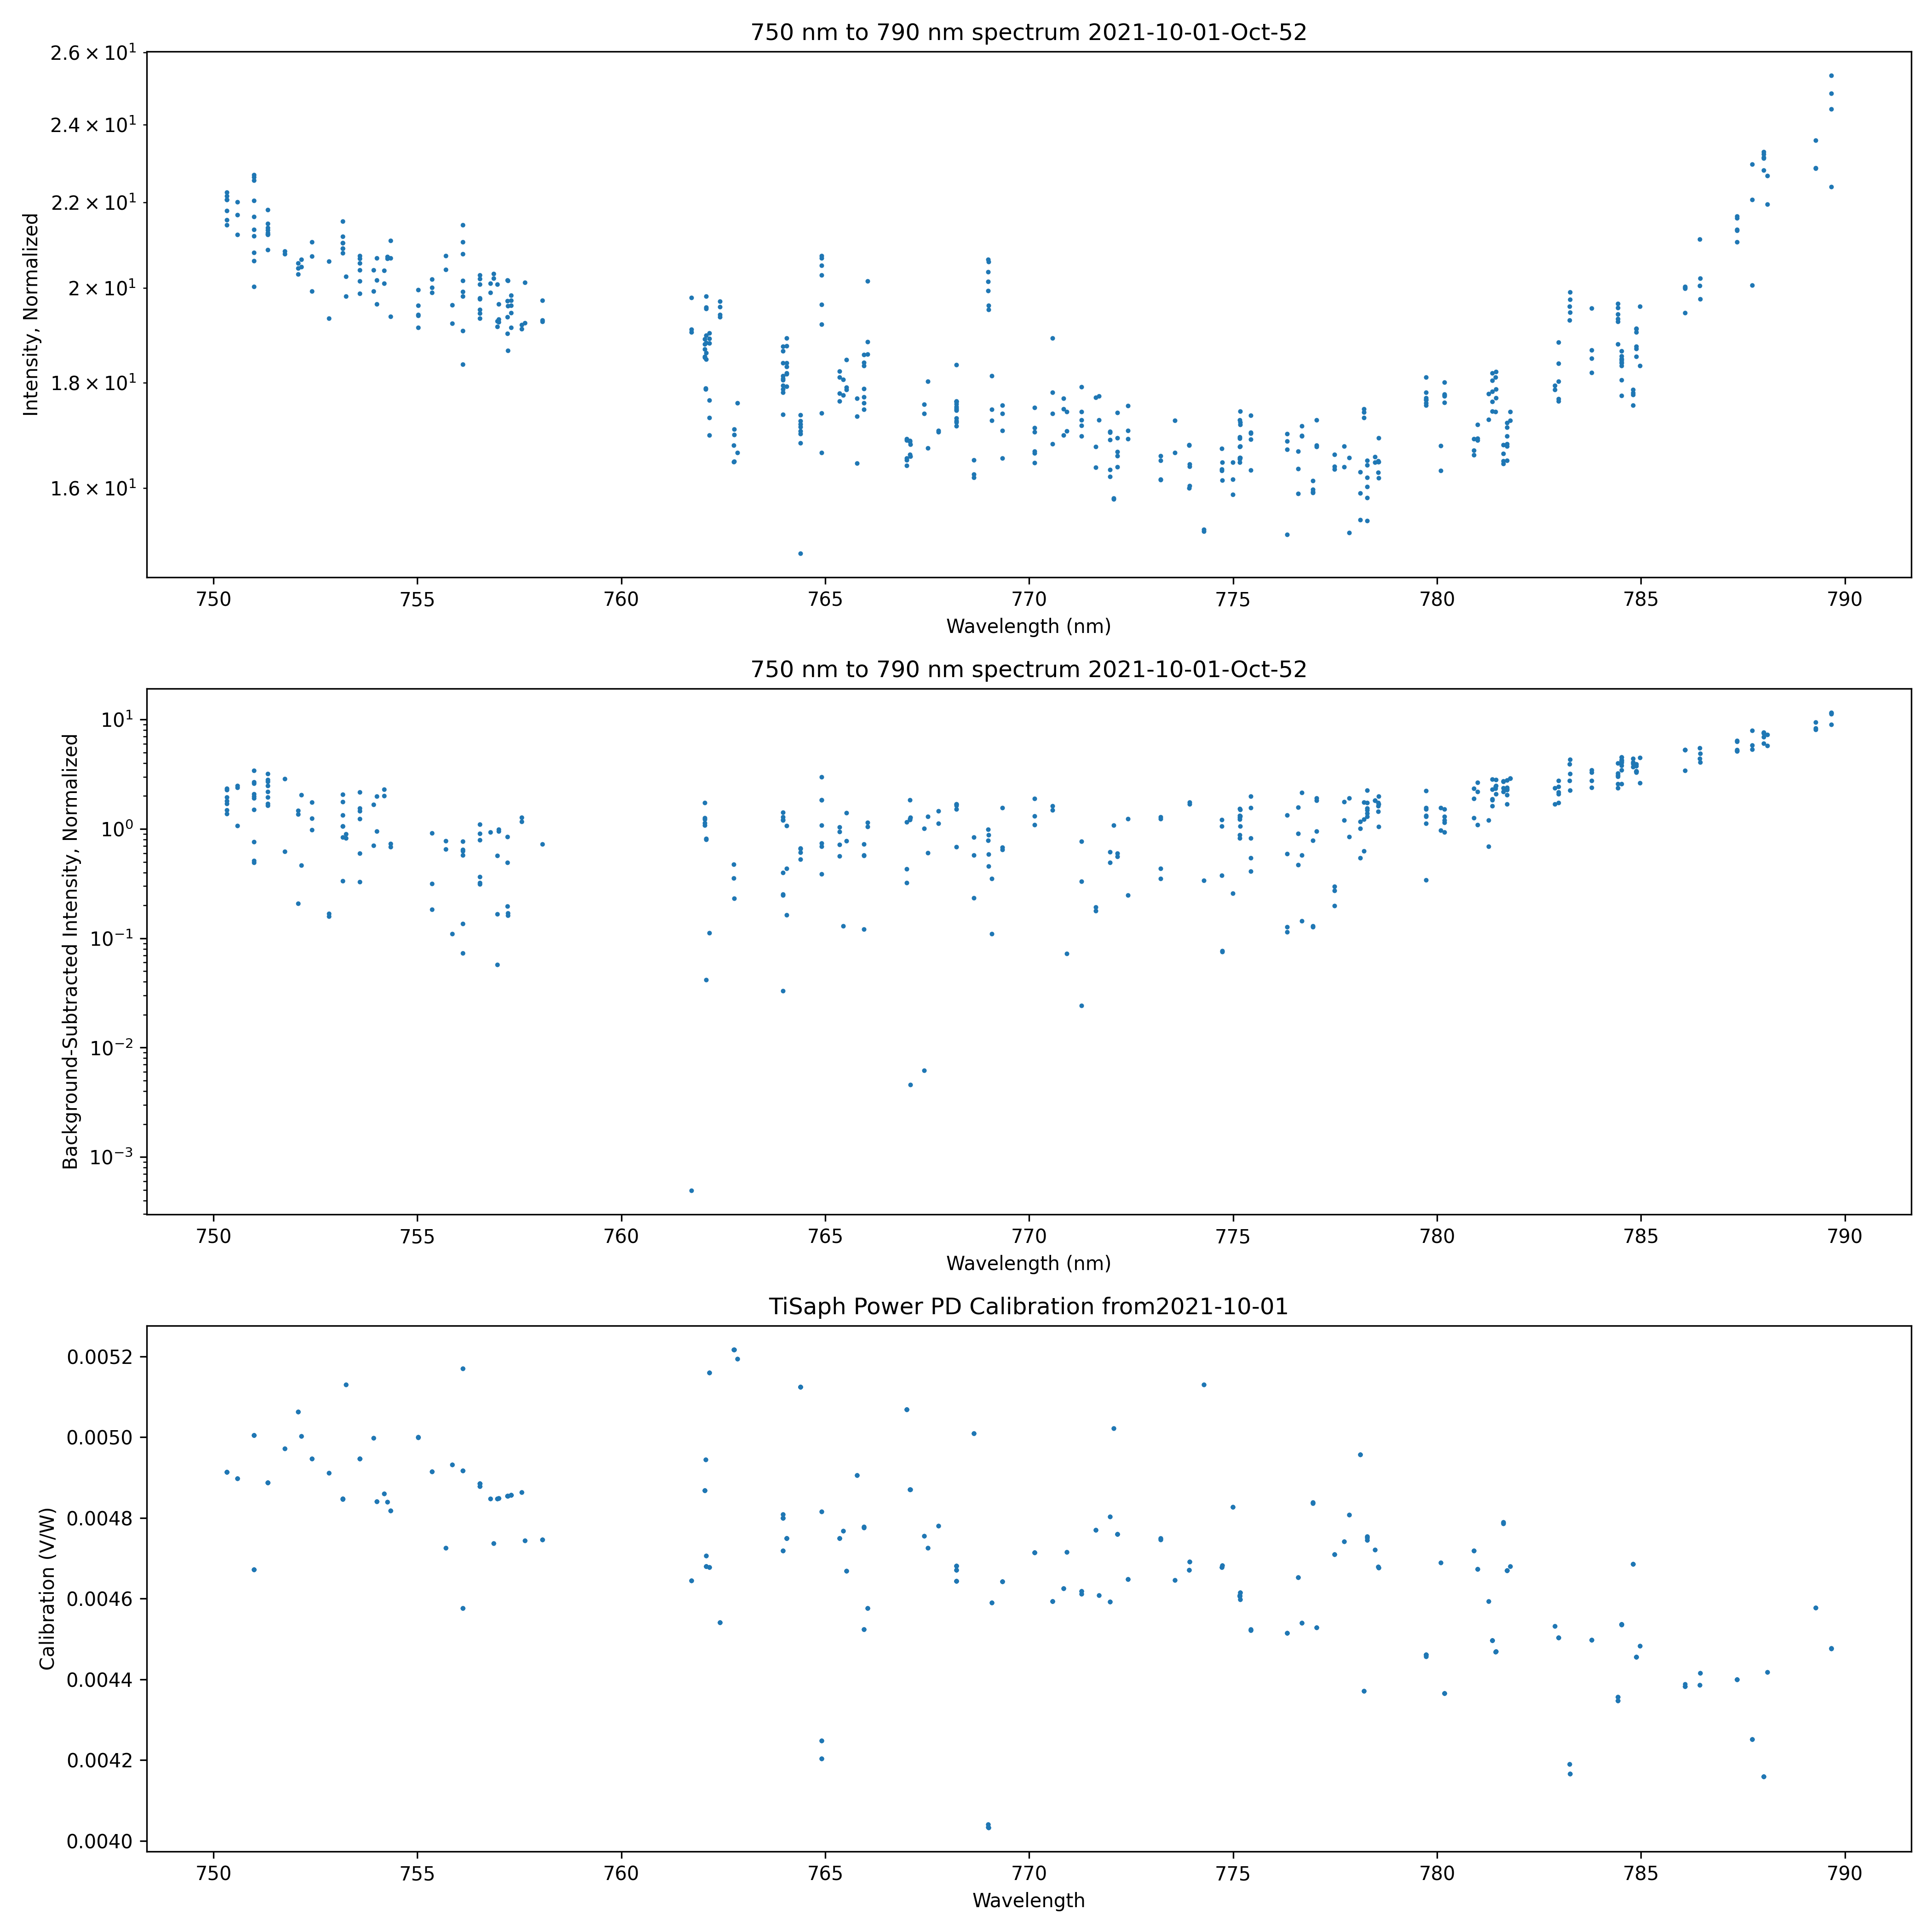 750 nm to 790 nm spectrum 2021-10-01-Oct-52
Intensity, Normalized
2.6 × 10¹
2.4 × 10¹
2.2 × 10¹
2 × 10¹
1.8 × 10¹
1.6 × 10¹
750 755 760 765 770 775 780 785 790
Wavelength (nm)
750 nm to 790 nm spectrum 2021-10-01-Oct-52
Background-Subtracted Intensity, Normalized
10¹
10⁰
10⁻¹
10⁻²
10⁻³
750 755 760 765 770 775 780 785 790
Wavelength (nm)
TiSaph Power PD Calibration from2021-10-01
Calibration (V/W)
0.0052
0.0050
0.0048
0.0046
0.0044
0.0042
0.0040
750 755 760 765 770 775 780 785 790
Wavelength